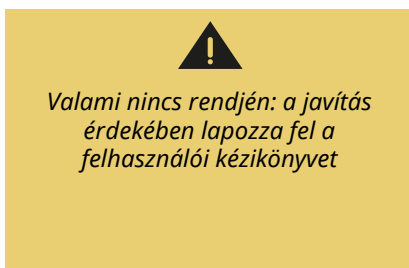 Valami nincs rendjén: a javítás
érdekében lapozza fel a
felhasználói kézikönyvet